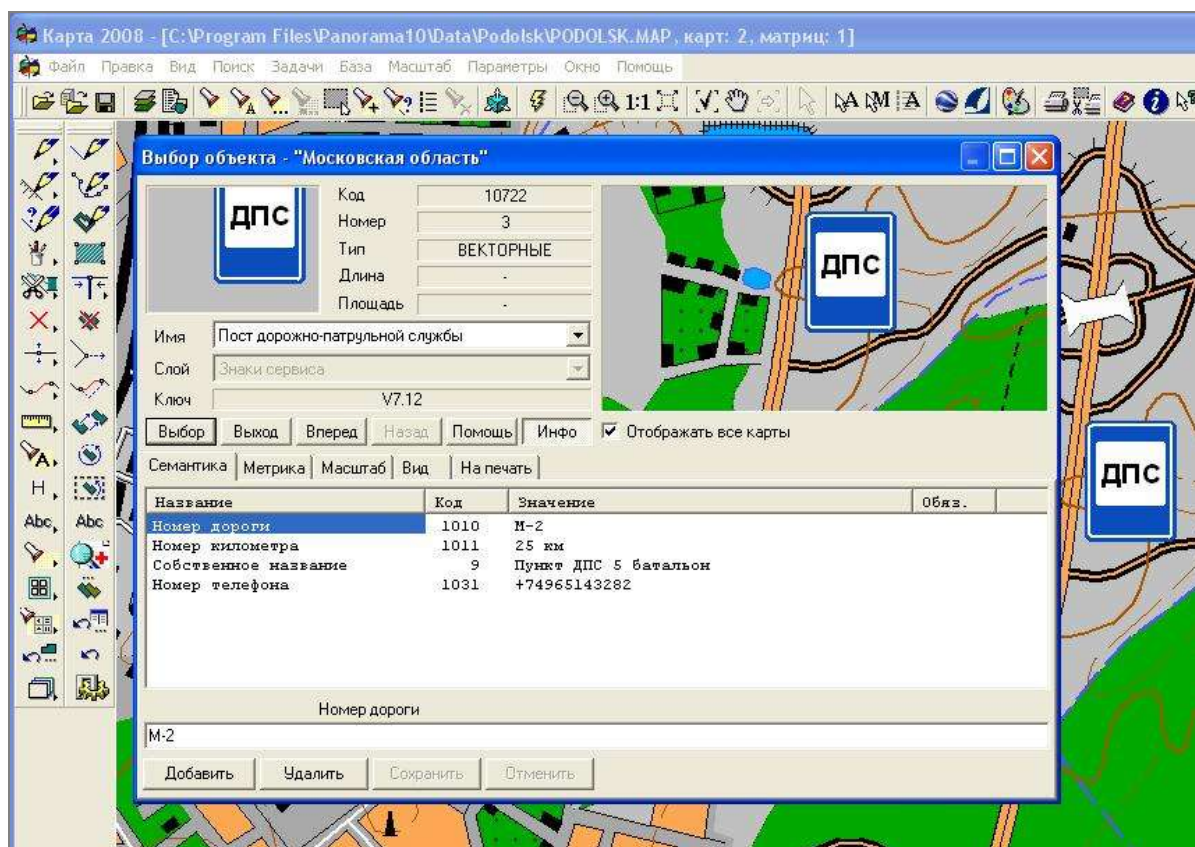 Карта 2008 - [C:\Program Files\Panorama10\Data\Podolsk\PODOLSK.MAP, карт: 2, матриц: 1]
Файл Правка Вид Поиск Задачи База Масштаб Параметры Окно Помощь
1:1
Выбор объекта - "Московская область"
ДПС
Код 10722
Номер 3
Тип ВЕКТОРНЫЕ
Длина -
Площадь -
ДПС
Имя Пост дорожно-патрульной службы
Слой Знаки сервиса
Ключ V7.12
Выбор Выход Вперед Назад Помощь Инфо Отображать все карты
Семантика Метрика Масштаб Вид На печать
Название Код Значение Обяз.
Номер дороги 1010 М-2
Номер километра 1011 25 км
Собственное название 9 Пункт ДПС 5 батальон
Номер телефона 1031 +74965143282
Номер дороги
М-2
Добавить Удалить Сохранить Отменить
ДПС
A
H
Abc Abc